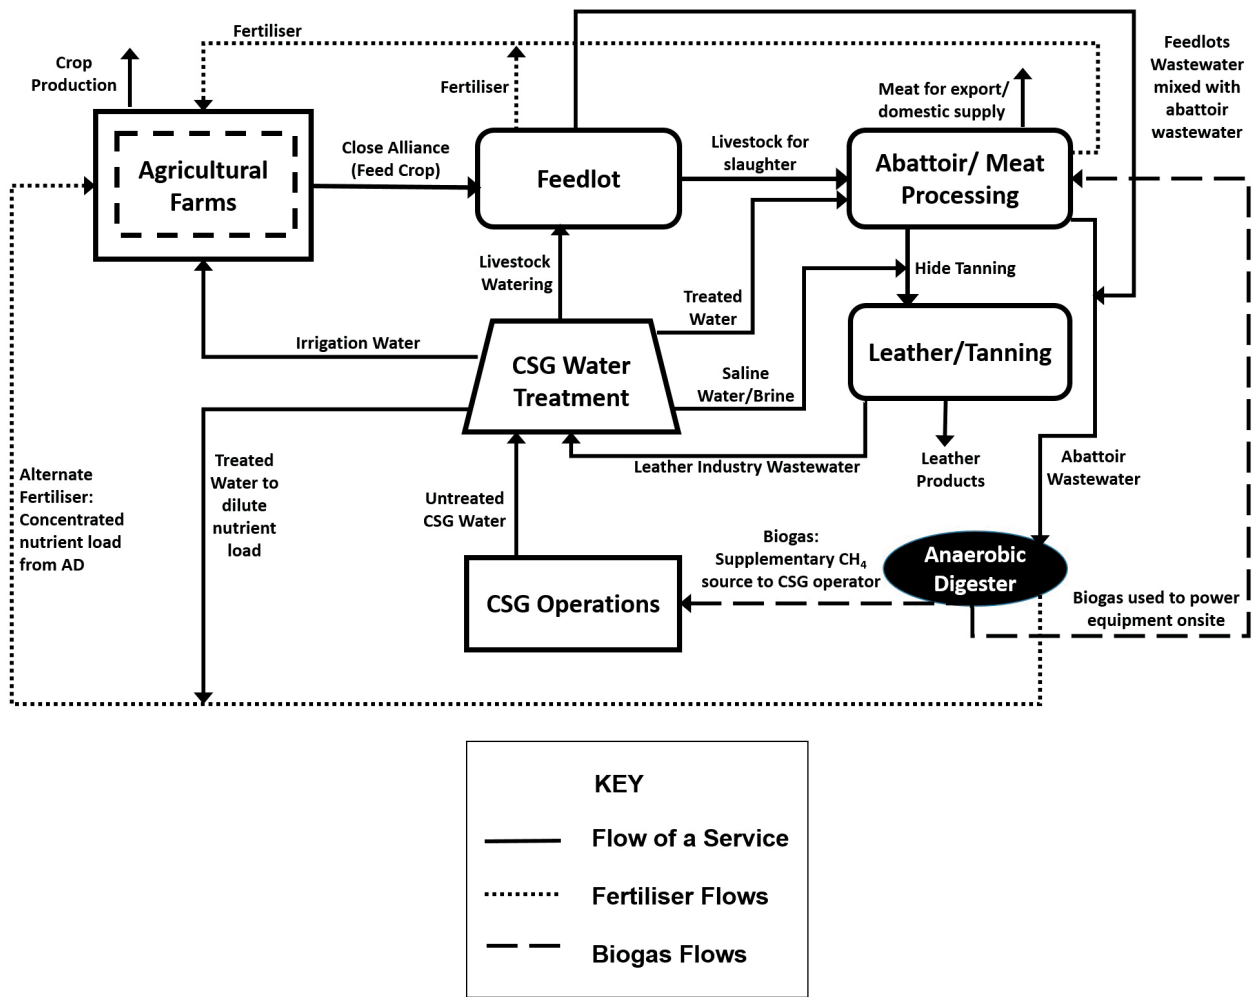 Fertiliser
Crop
Production
Fertiliser
Meat for export/
domestic supply
Feedlots
Wastewater
mixed with
abattoir
wastewater
Agricultural
Farms
Close Alliance
(Feed Crop)
Feedlot
Livestock for
slaughter
Abattoir/ Meat
Processing
Livestock
Watering
Treated
Water
Hide Tanning
Irrigation Water
CSG Water
Treatment
Saline
Water/Brine
Leather/Tanning
Alternate
Fertiliser:
Concentrated
nutrient load
from AD
Treated
Water to
dilute
nutrient
load
Untreated
CSG Water
Leather Industry Wastewater
Leather
Products
Abattoir
Wastewater
Biogas:
Supplementary CH₄
source to CSG operator
Anaerobic
Digester
CSG Operations
Biogas used to power
equipment onsite
KEY
Flow of a Service
Fertiliser Flows
Biogas Flows